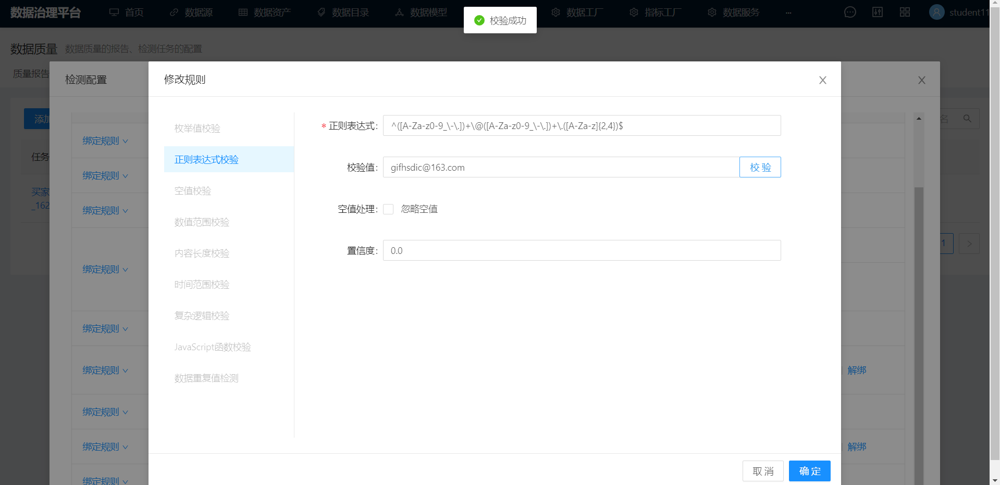 数据治理平台 首页 数据源 数据资产 数据目录 数据模型 数据工厂 指标工厂 数据服务 ... student11
校验成功
数据质量 数据质量的报告、检测任务的配置
质量报告
检测配置
修改规则
添加
名
任务
买家
_162
1
绑定规则
绑定规则
绑定规则
绑定规则
绑定规则
绑定规则
解绑
绑定规则
绑定规则
解绑
绑定规则
枚举值校验
正则表达式校验
空值校验
数值范围校验
内容长度校验
时间范围校验
复杂逻辑校验
JavaScript函数校验
数据重复值检测
* 正则表达式: ^([A-Za-z0-9_\-\.])+\@([A-Za-z0-9_\-\.])+\.([A-Za-z]{2,4})$
校验值: gifhsdic@163.com 校 验
空值处理: 忽略空值
置信度: 0.0
取 消 确 定